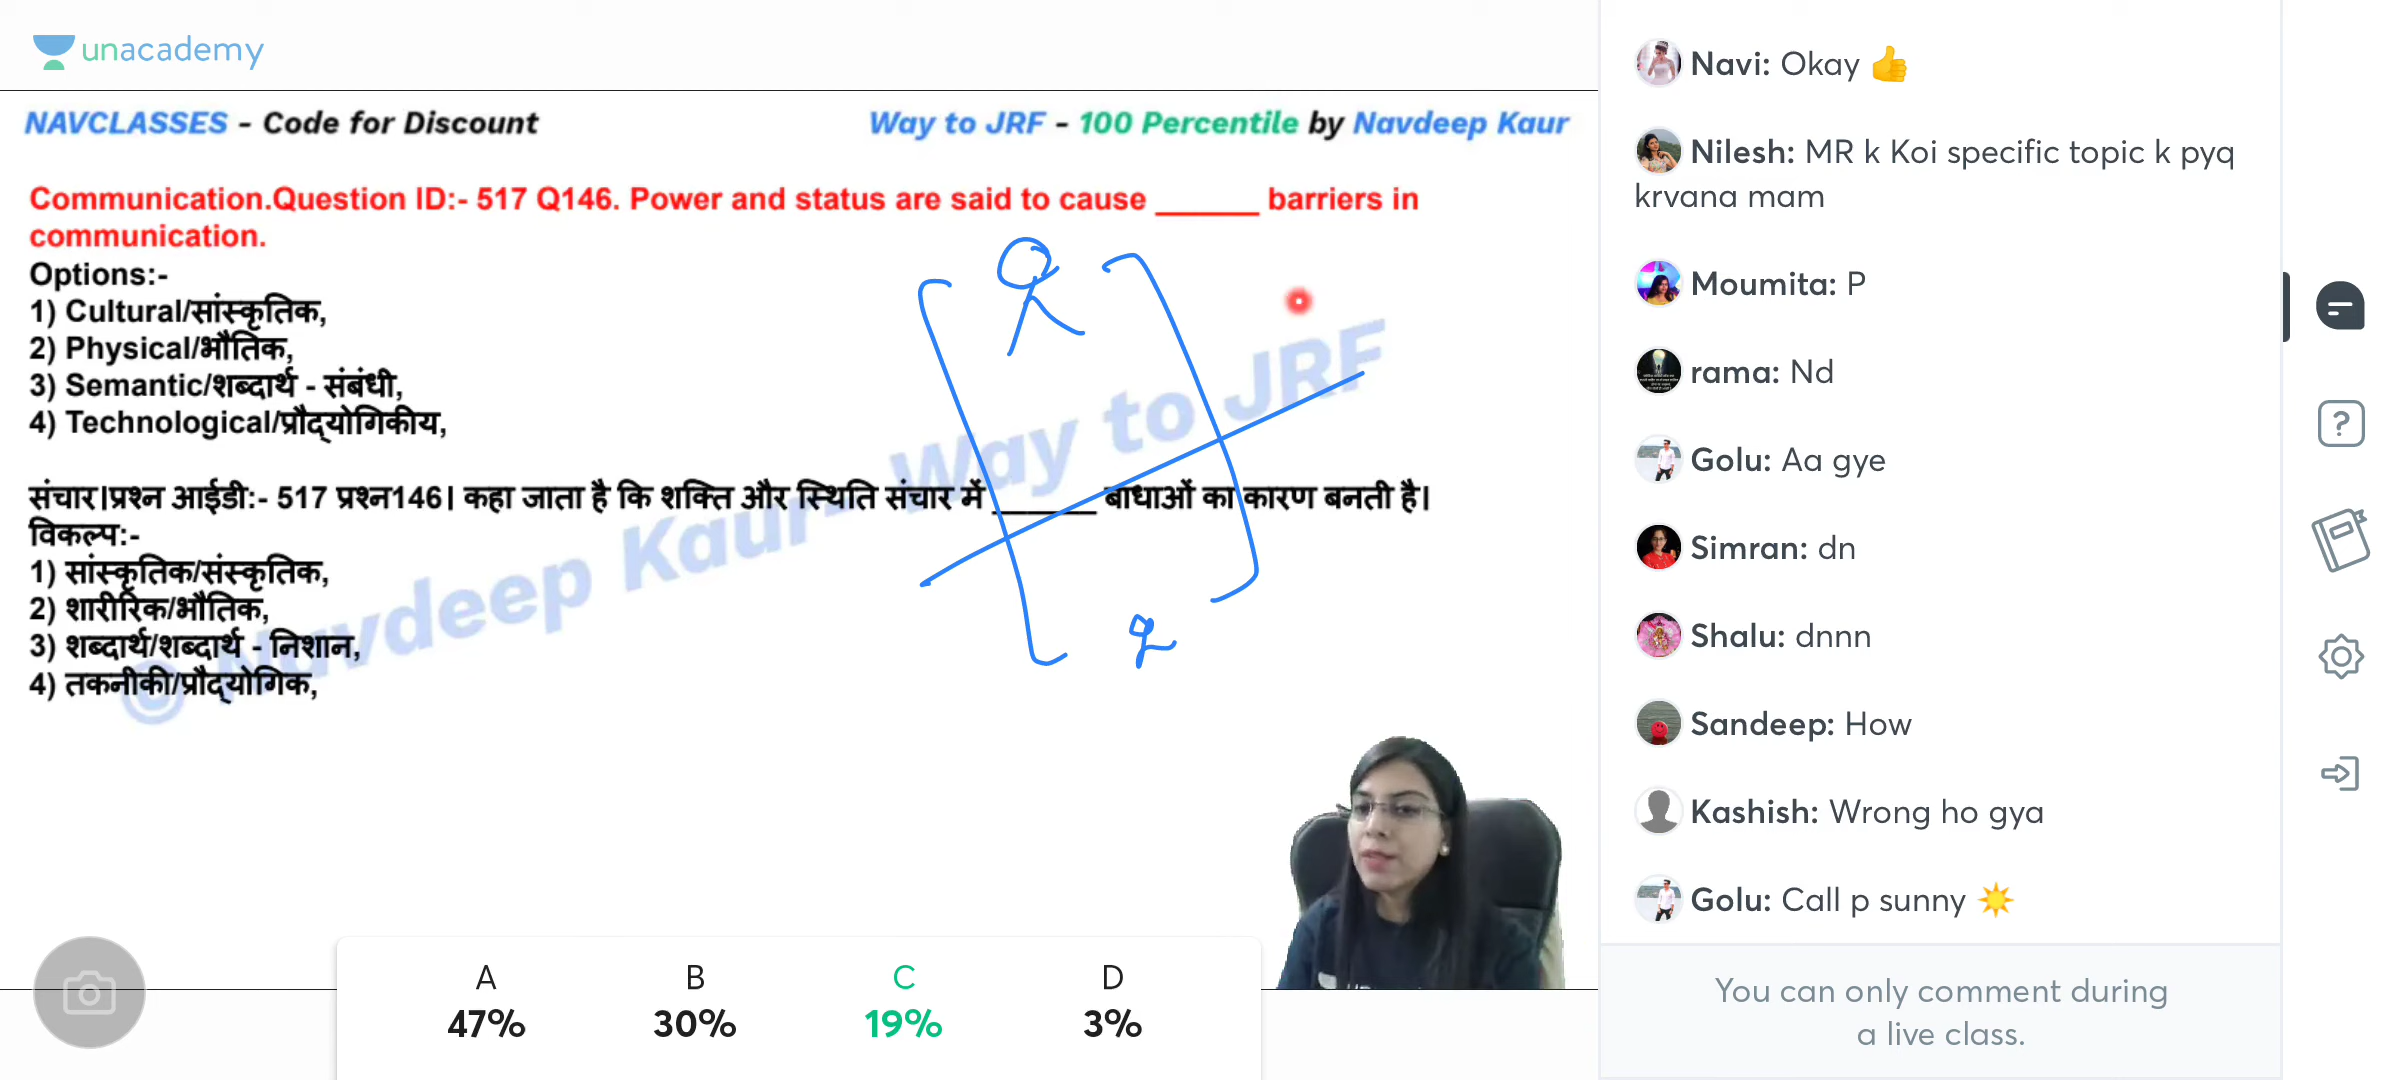 unacademy
NAVCLASSES - Code for Discount
Way to JRF - 100 Percentile by Navdeep Kaur
Communication.Question ID:- 517 Q146. Power and status are said to cause ______ barriers in
communication.
Options:-
1) Cultural/सांस्कृतिक,
2) Physical/भौतिक,
3) Semantic/शब्दार्थ - संबंधी,
4) Technological/प्रौद्योगिकीय,
संचार।प्रश्न आईडी:- 517 प्रश्न146। कहा जाता है कि शक्ति और स्थिति संचार में ______ बाधाओं का कारण बनती है।
विकल्प:-
1) सांस्कृतिक/संस्कृतिक,
2) शारीरिक/भौतिक,
3) शब्दार्थ/शब्दार्थ - निशान,
4) तकनीकी/प्रौद्योगिक,
© Navdeep Kaur- Way to JRF
A B C D
47% 30% 19% 3%
Navi: Okay 👍
Nilesh: MR k Koi specific topic k pyq
krvana mam
Moumita: P
rama: Nd
Golu: Aa gye
Simran: dn
Shalu: dnnn
Sandeep: How
Kashish: Wrong ho gya
Golu: Call p sunny ☀️
You can only comment during
a live class.